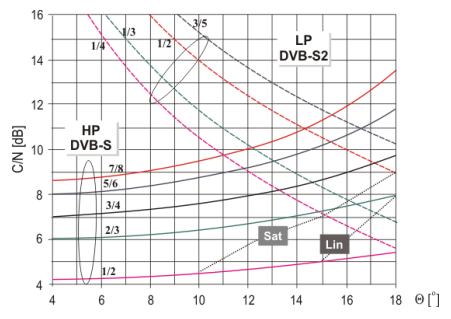 16
14
12
10
8
6
4
C/N [dB]
1/4
1/3
1/2
3/5
LP
DVB-S2
HP
DVB-S
7/8
5/6
3/4
2/3
1/2
Sat
Lin
4 6 8 10 12 14 16 18 Θ [°]